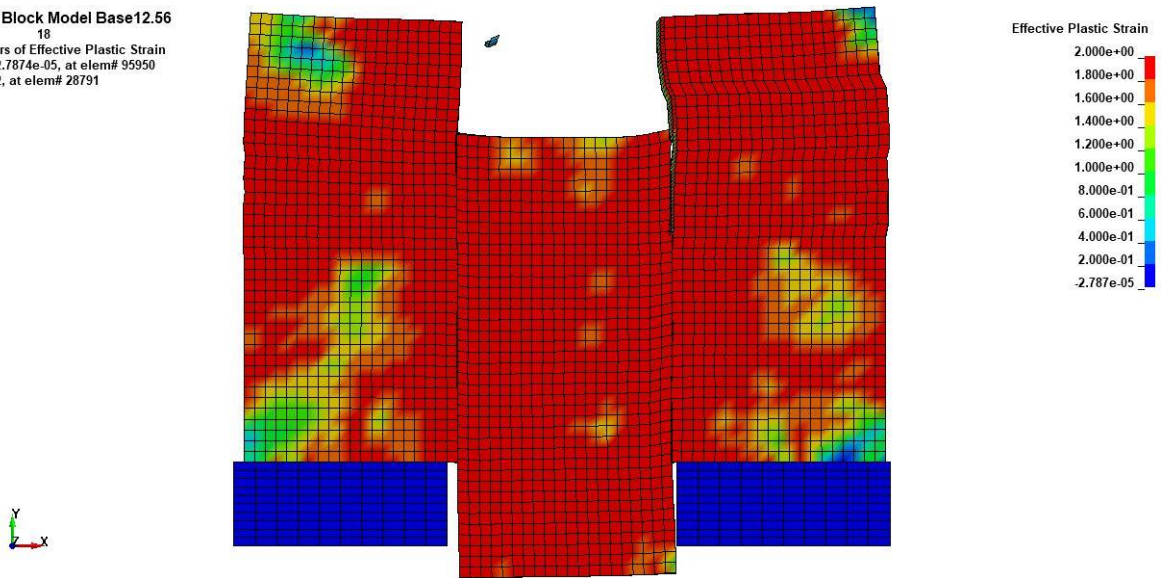 Block Model Base12.56
18
rs of Effective Plastic Strain
2.7874e-05, at elem# 95950
2, at elem# 28791
Effective Plastic Strain
2.000e+00
1.800e+00
1.600e+00
1.400e+00
1.200e+00
1.000e+00
8.000e-01
6.000e-01
4.000e-01
2.000e-01
-2.787e-05
Y
Z X